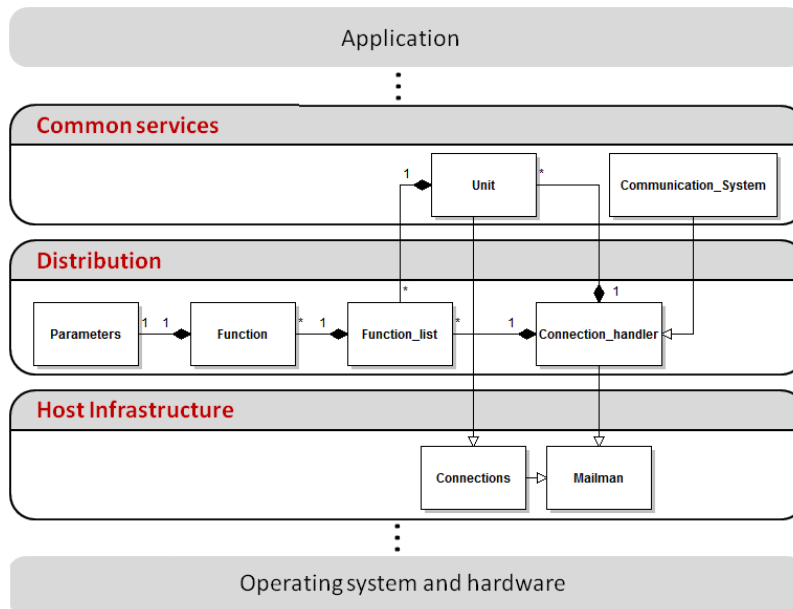 Application
Common services
1
Unit
*
Communication_System
Distribution
*
1
Parameters
1
1
Function
*
1
Function_list
*
1
Connection_handler
Host Infrastructure
Connections
Mailman
Operating system and hardware